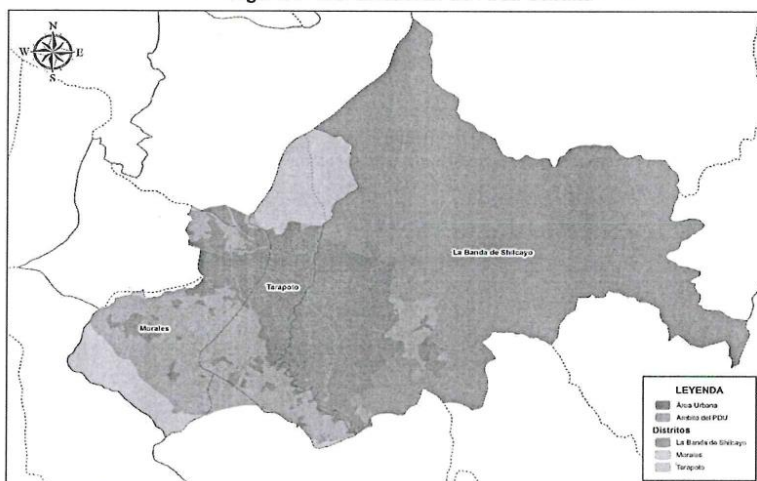 N
W E
S
La Banda de Shilcayo
Tarapoto
Morales
LEYENDA
Área Urbana
Ámbito del PDU
Distritos
La Banda de Shilcayo
Morales
Tarapoto